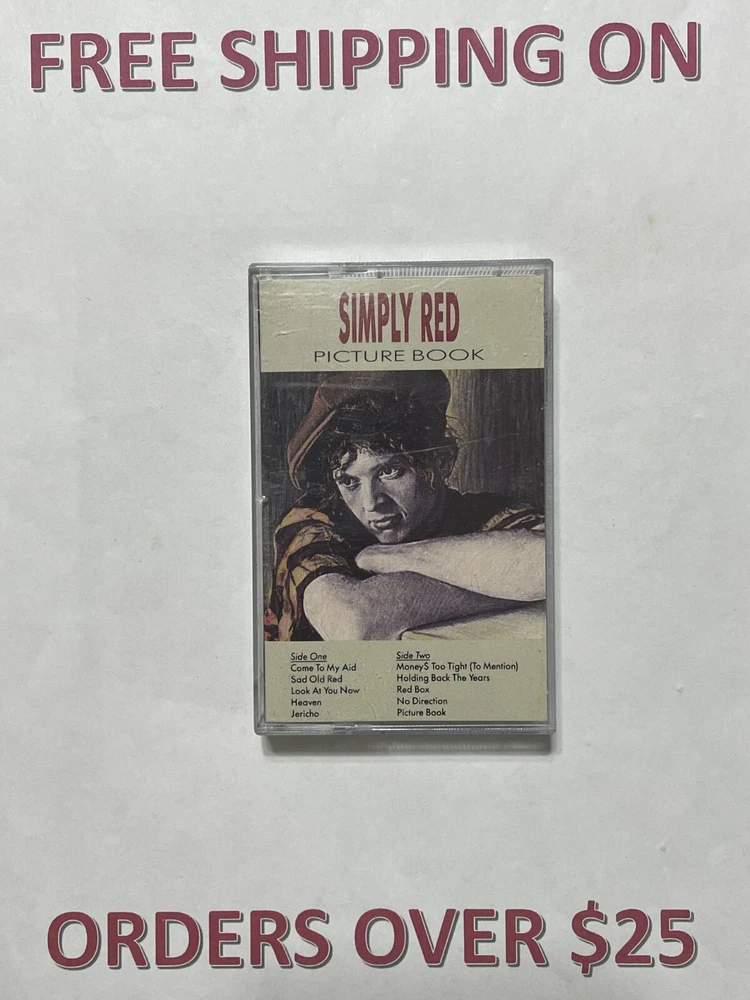 FREE SHIPPING ON
SIMPLY RED
PICTURE BOOK
Side One
Come To My Aid
Sad Old Red
Look At You Now
Heaven
Jericho
Side Two
Money$ Too Tight (To Mention)
Holding Back The Years
Red Box
No Direction
Picture Book
ORDERS OVER $25